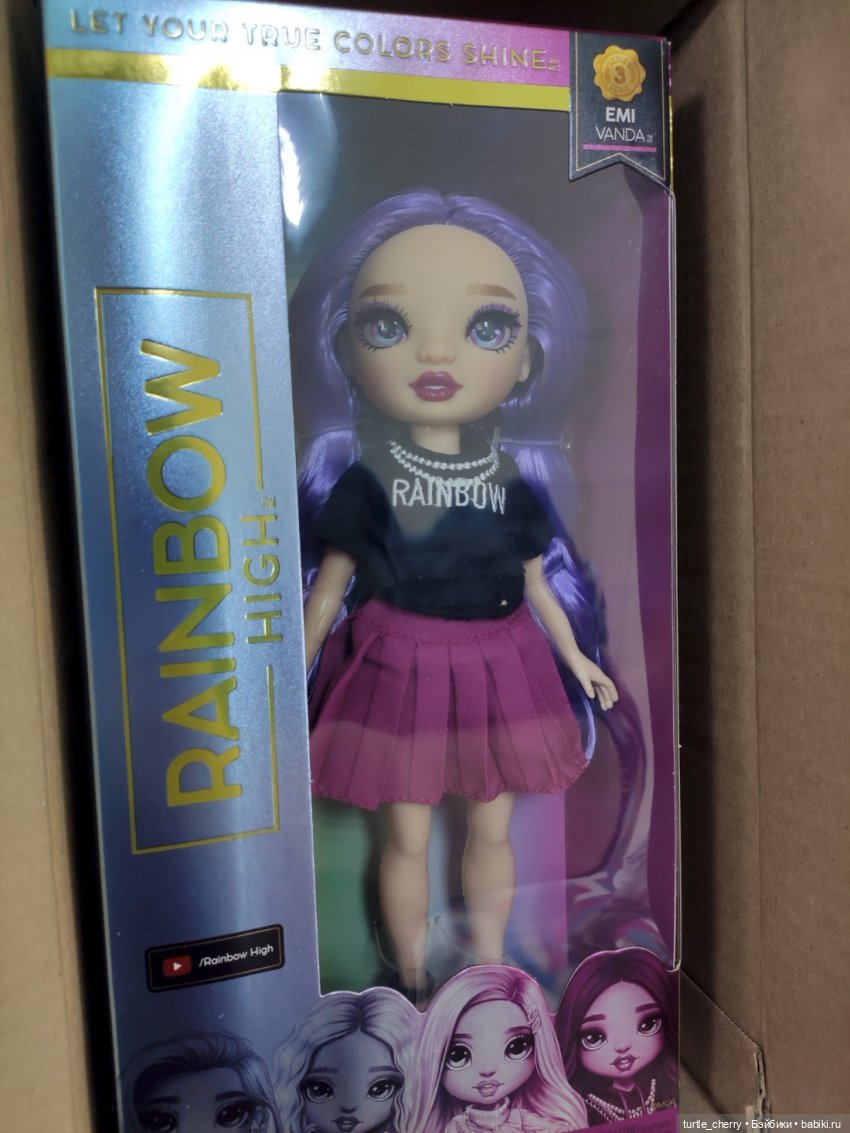 LET YOUR TRUE COLORS SHINE
3
EMI
VANDA
RAINBOW
HIGH
RAINBOW
/Rainbow High
turtle_cherry • Бэйбики • babiki.ru